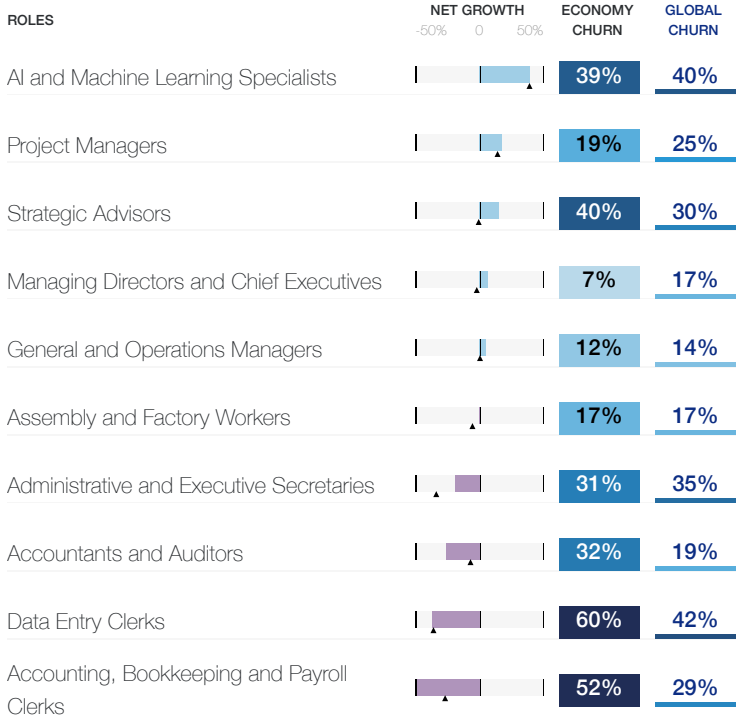 ROLES
NET GROWTH
-50% 0 50%
ECONOMY
CHURN
GLOBAL
CHURN
AI and Machine Learning Specialists 39% 40%
Project Managers 19% 25%
Strategic Advisors 40% 30%
Managing Directors and Chief Executives 7% 17%
General and Operations Managers 12% 14%
Assembly and Factory Workers 17% 17%
Administrative and Executive Secretaries 31% 35%
Accountants and Auditors 32% 19%
Data Entry Clerks 60% 42%
Accounting, Bookkeeping and Payroll
Clerks 52% 29%